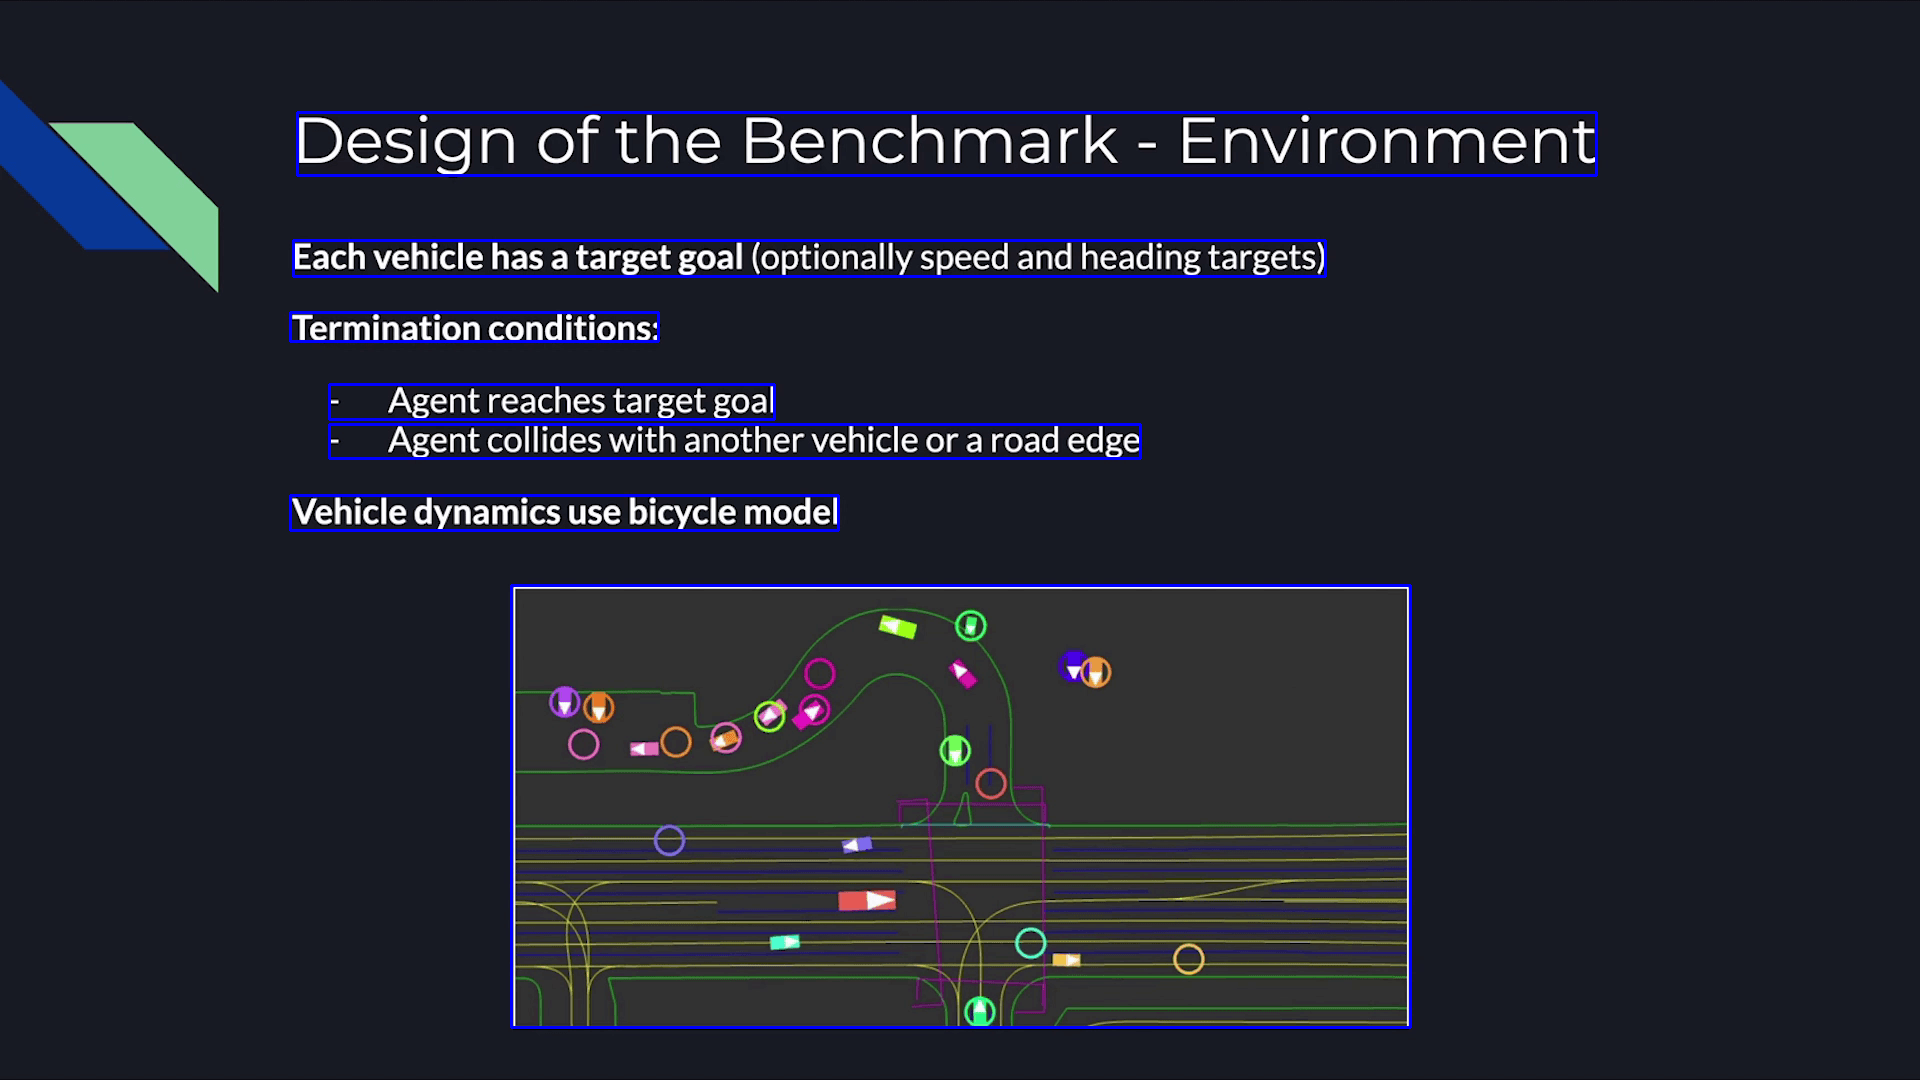 Design of the Benchmark - Environment
Each vehicle has a target goal (optionally speed and heading targets)
Termination conditions:
- Agent reaches target goal
- Agent collides with another vehicle or a road edge
Vehicle dynamics use bicycle model